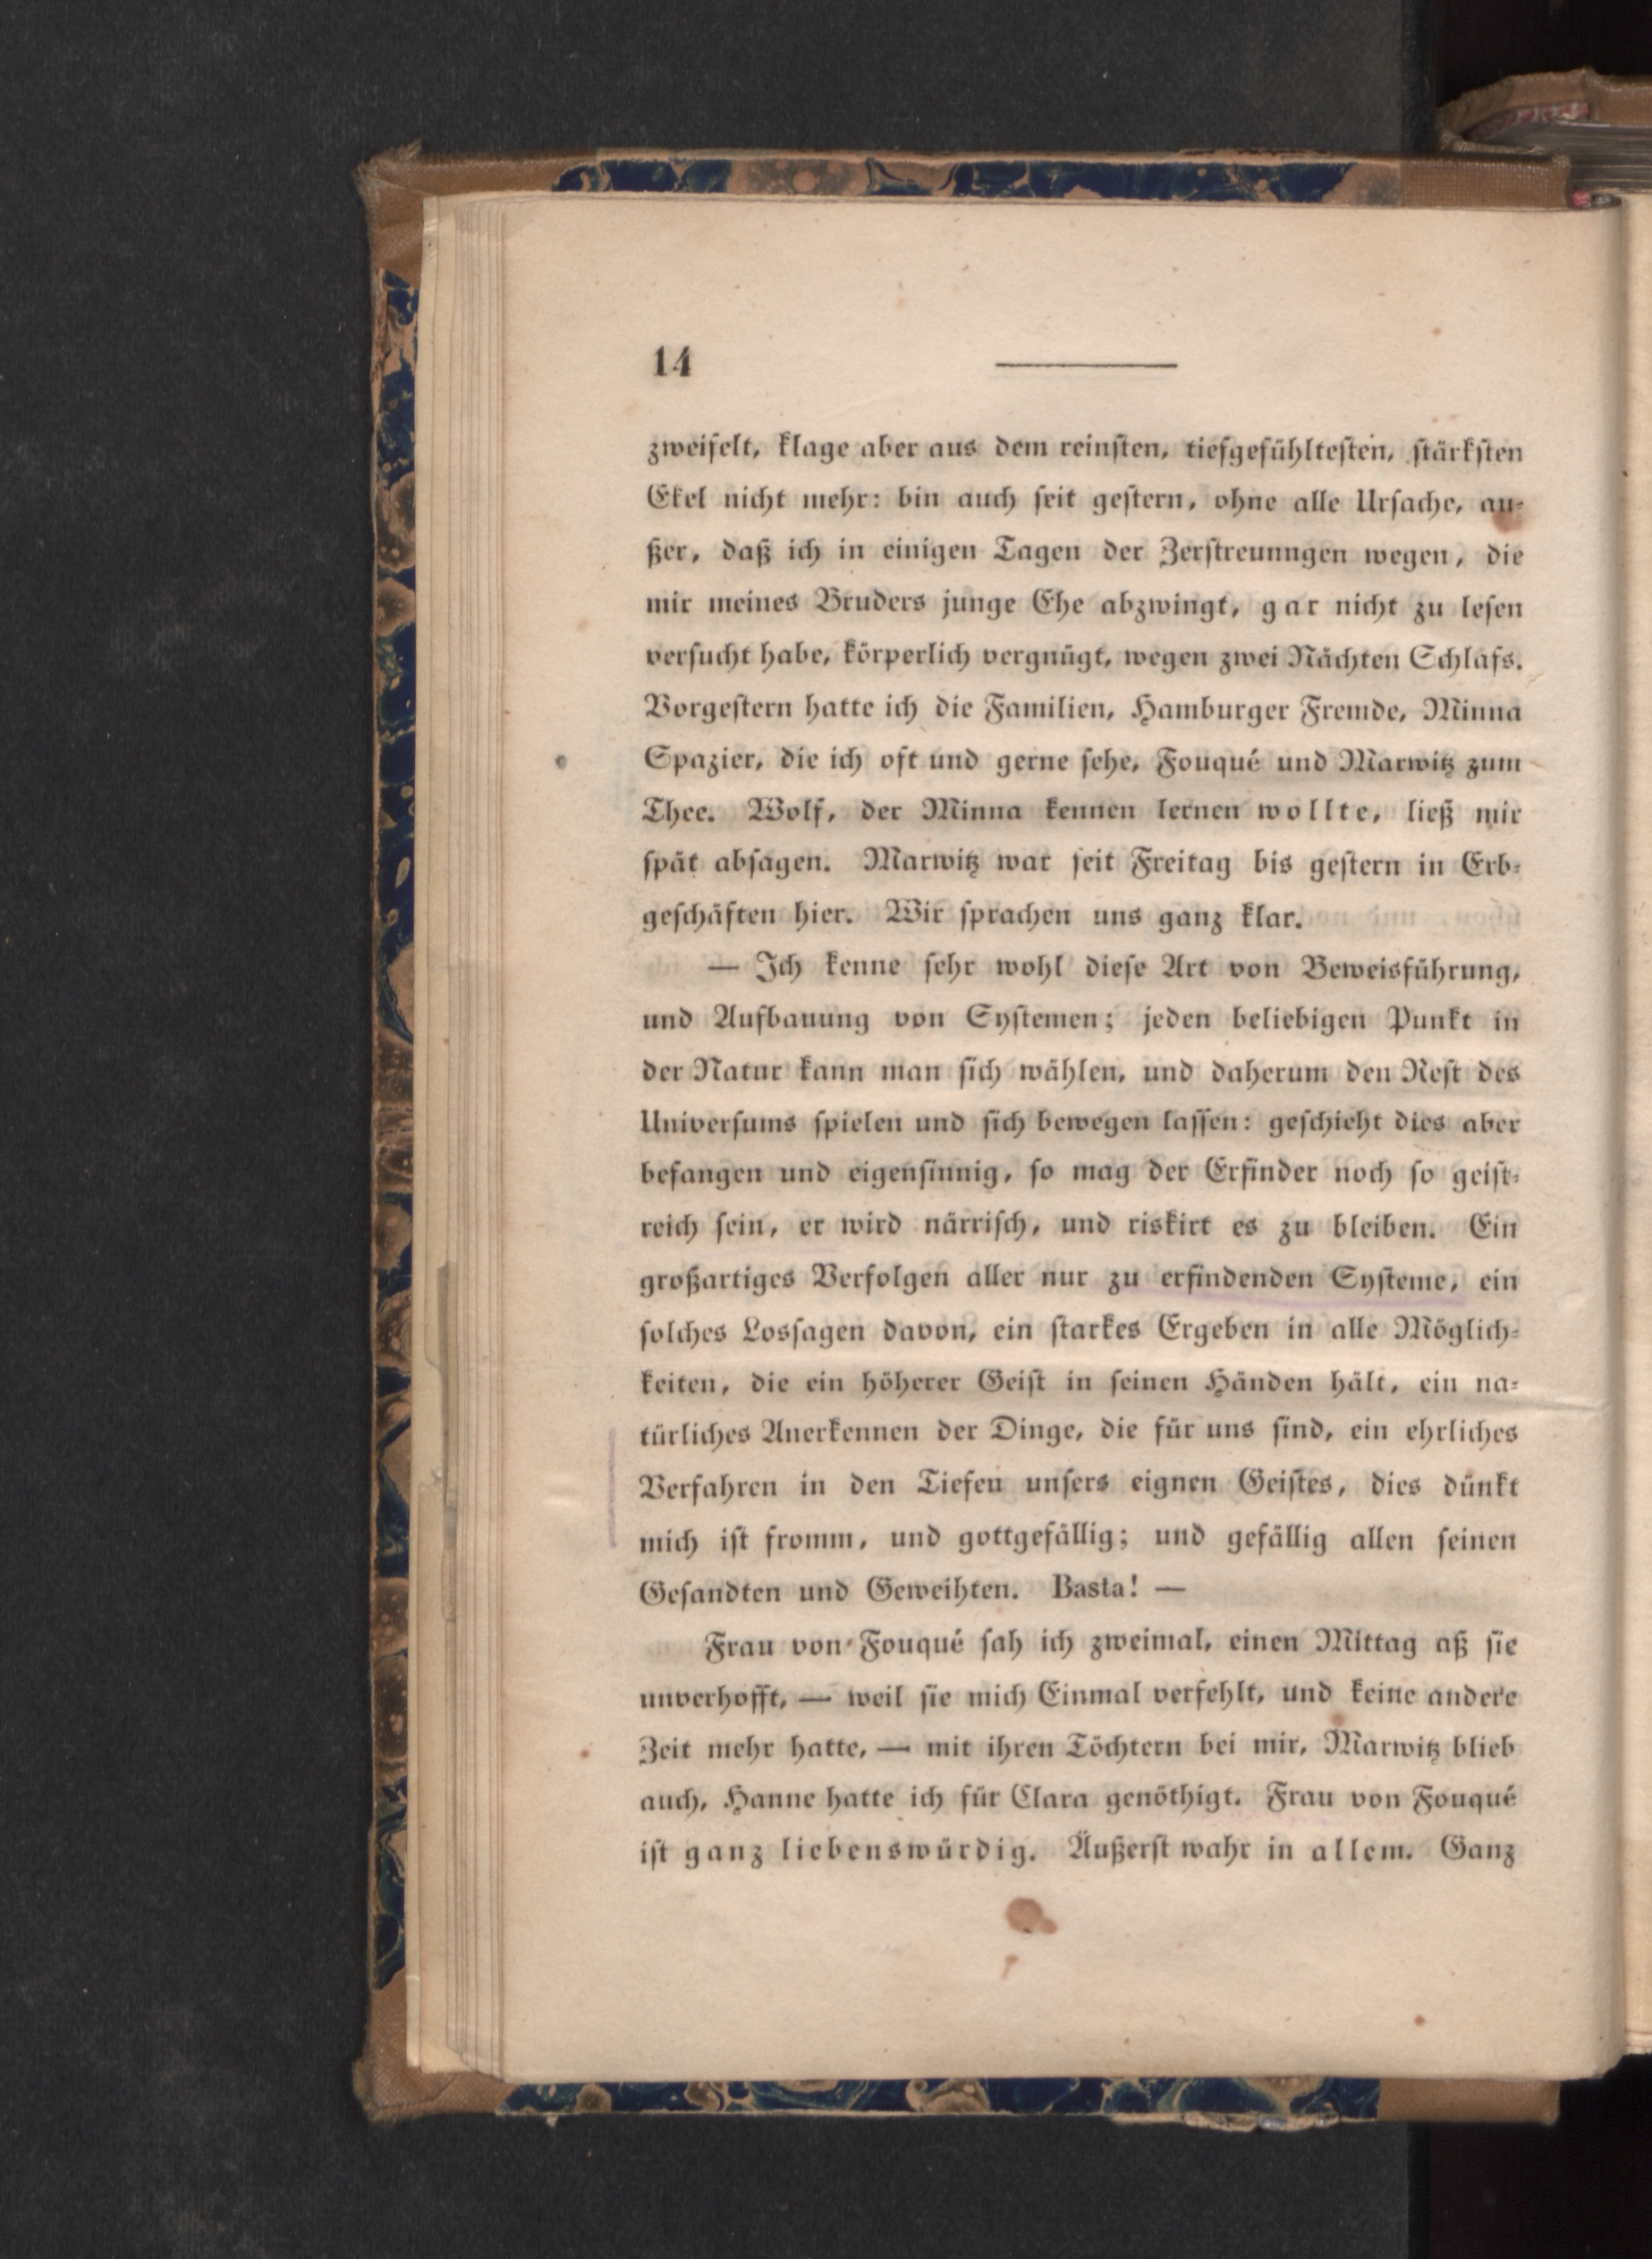 14
zweifelt, klage aber aus dem reinsten, tiefgefühltesten, stärksten
Ekel nicht mehr: bin auch seit gestern, ohne alle Ursache, au-
ßer, daß ich in einigen Tagen der Zerstreunngen wegen, die
mir meines Bruders junge Ehe abzwingt, gar nicht zu lesen
versucht habe, körperlich vergnügt, wegen zwei Nächten Schlafs.
Vorgestern hatte ich die Familien, Hamburger Fremde, Minna
Spazier, die ich oft und gerne sehe, Fouqué und Marwitz zum
Thee. Wolf, der Minna kennen lernen wollte, ließ mir
spät absagen. Marwitz war seit Freitag bis gestern in Erb-
geschäften hier. Wir sprachen uns ganz klar.
— Ich kenne sehr wohl diese Art von Beweisführung,
und Aufbauung von Systemen; jeden beliebigen Punkt in
der Natur kann man sich wählen, und daherum den Rest des
Universums spielen und sich bewegen lassen: geschieht dies aber
befangen und eigensinnig, so mag der Erfinder noch so geist-
reich sein, er wird närrisch, und riskirt es zu bleiben. Ein
großartiges Verfolgen aller nur zu erfindenden Systeme, ein
solches Lossagen davon, ein starkes Ergeben in alle Möglich-
keiten, die ein höherer Geist in seinen Händen hält, ein na-
türliches Anerkennen der Dinge, die für uns sind, ein ehrliches
Verfahren in den Tiefen unsers eignen Geistes, dies dünkt
mich ist fromm, und gottgefällig; und gefällig allen seinen
Gesandten und Geweihten. Basta! —
Frau von Fouqué sah ich zweimal, einen Mittag aß sie
unverhofft, — weil sie mich Einmal verfehlt, und keine andere
Zeit mehr hatte, — mit ihren Töchtern bei mir, Marwitz blieb
auch, Hanne hatte ich für Clara genöthigt. Frau von Fouqué
ist ganz liebenswürdig. Äußerst wahr in allem. Ganz